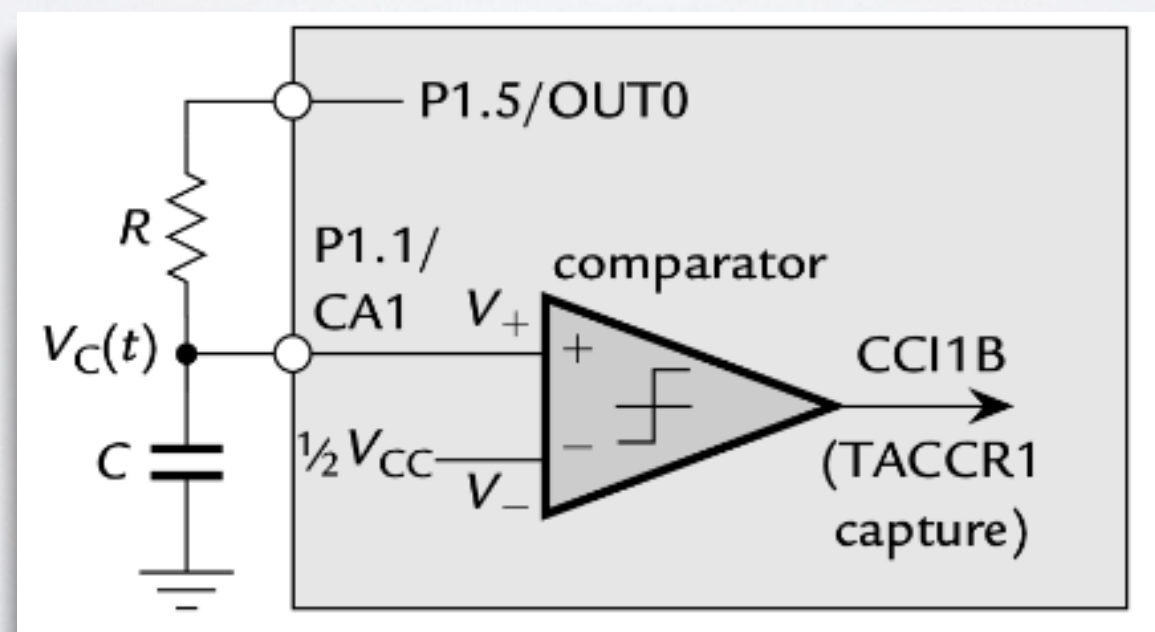 P1.5/OUT0
R
P1.1/
CA1
comparator
V+
+
VC(t)
CCI1B
C
½VCC
V−
−
(TACCR1
capture)